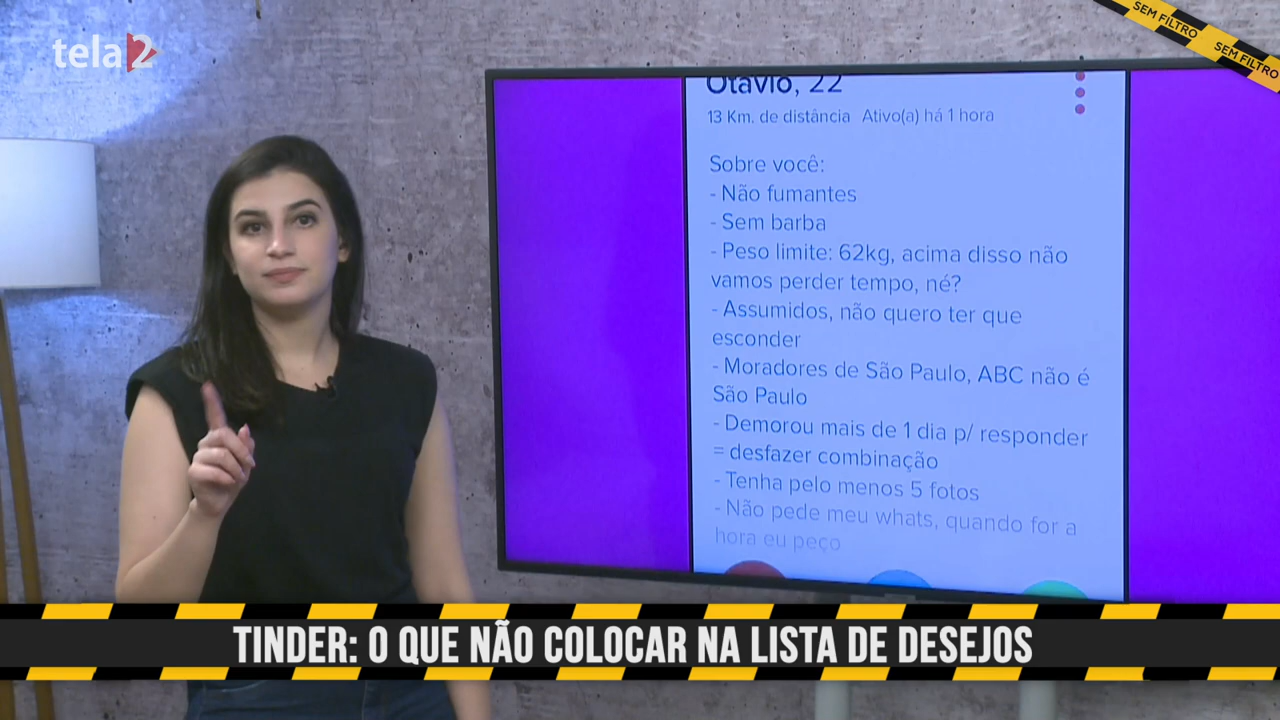 tela2
SEM FILTRO
SEM FILTRO
Otávio, 22
13 Km. de distância Ativo(a) há 1 hora
Sobre você:
- Não fumantes
- Sem barba
- Peso limite: 62kg, acima disso não
vamos perder tempo, né?
- Assumidos, não quero ter que
esconder
- Moradores de São Paulo, ABC não é
São Paulo
- Demorou mais de 1 dia p/ responder
= desfazer combinação
- Tenha pelo menos 5 fotos
- Não pede meu whats, quando for a
hora eu peço
TINDER: O QUE NÃO COLOCAR NA LISTA DE DESEJOS